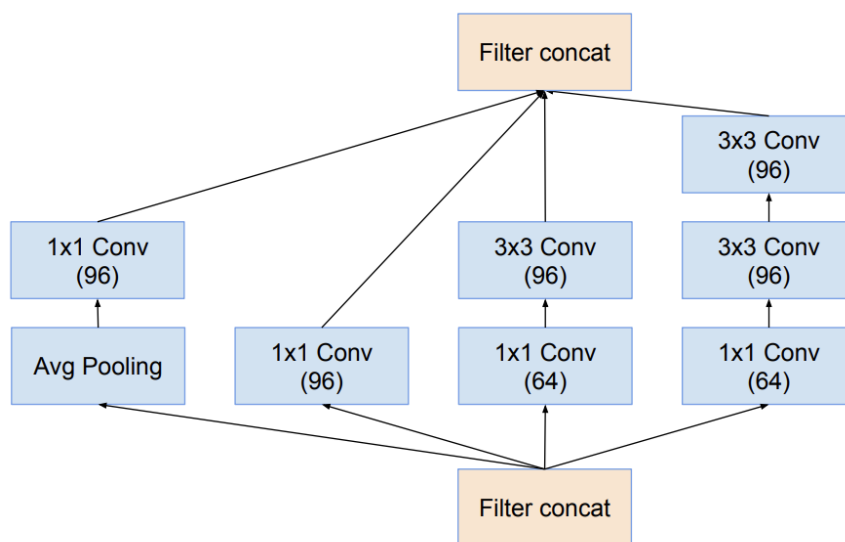 Filter concat
3x3 Conv
(96)
1x1 Conv
(96)
3x3 Conv
(96)
3x3 Conv
(96)
Avg Pooling
1x1 Conv
(96)
1x1 Conv
(64)
1x1 Conv
(64)
Filter concat